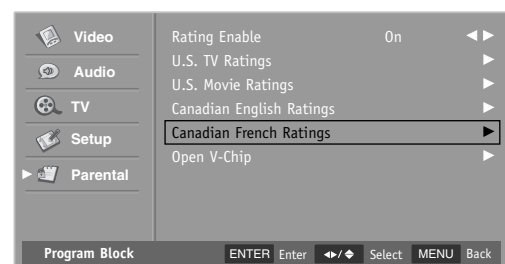 Video
Audio
TV
Setup
Parental
Rating Enable On
U.S. TV Ratings
U.S. Movie Ratings
Canadian English Ratings
Canadian French Ratings
Open V-Chip
Program Block ENTER Enter Select MENU Back